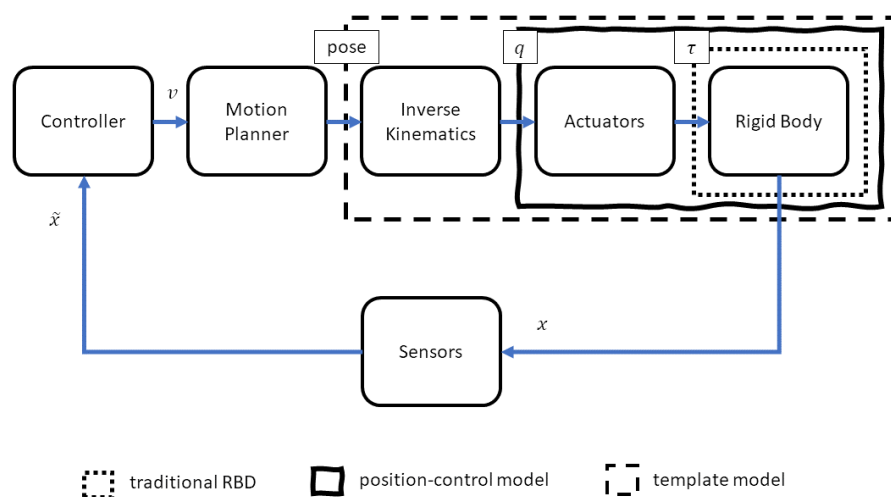 pose
q
τ
Controller
v
Motion
Planner
Inverse
Kinematics
Actuators
Rigid Body
x̃
x
Sensors
traditional RBD
position-control model
template model